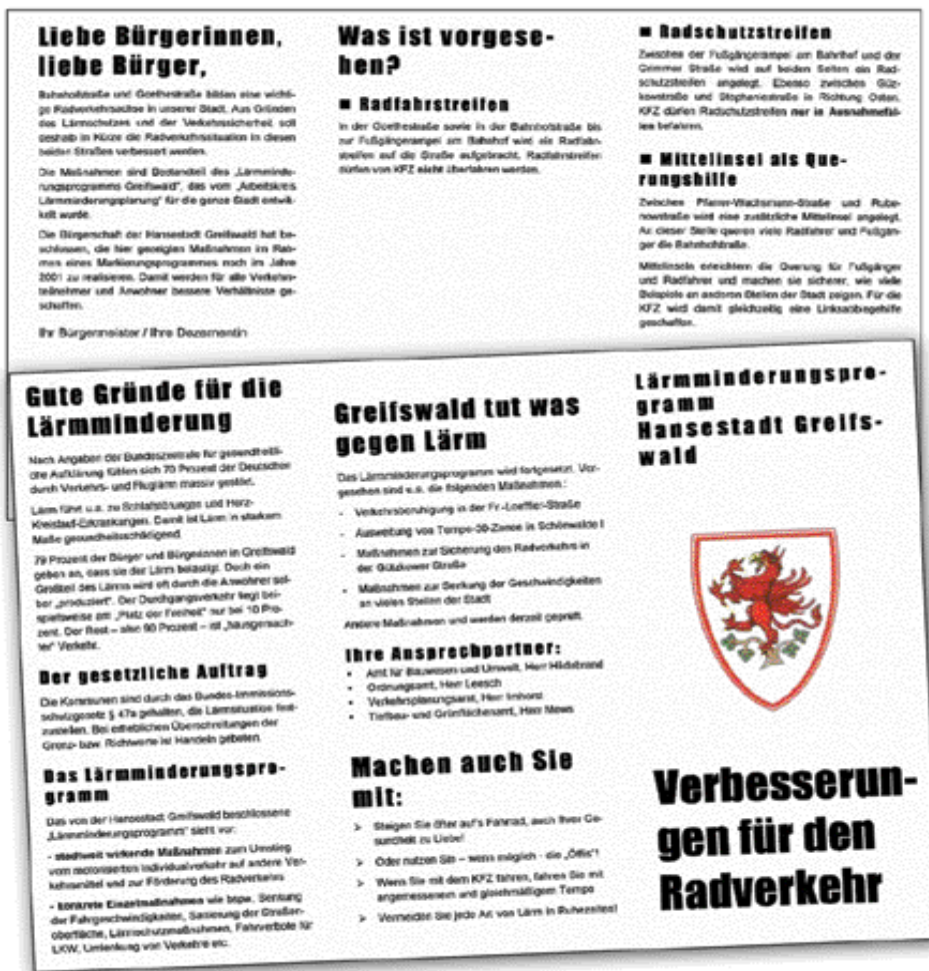 Liebe Bürgerinnen,
liebe Bürger,
Bahnhofstraße und Goethestraße bilden eine wichti-
ge Radverkehrsachse in unserer Stadt. Aus Gründen
des Lärmschutzes und der Verkehrssicherheit soll
deshalb in Kürze die Radverkehrssituation in diesen
beiden Straßen verbessert werden.
Die Maßnahmen sind Bestandteil des „Lärmminde-
rungsprogramms Greifswald", das vom „Arbeitskreis
Lärmminderungsplanung" für die ganze Stadt entwik-
kelt wurde.
Die Bürgerschaft der Hansestadt Greifswald hat be-
schlossen, die hier gezeigten Maßnahmen im Rah-
men eines Markierungsprogrammes noch im Jahre
2001 zu realisieren. Damit werden für alle Verkehrs-
teilnehmer und Anwohner bessere Verhältnisse ge-
schaffen.
Ihr Bürgermeister / Ihre Dezernentin
Was ist vorgese-
hen?
■ Radfahrstreifen
In der Goethestraße sowie in der Bahnhofstraße bis
zur Fußgängerampel am Bahnhof wird ein Radfahr-
streifen auf die Straße aufgebracht. Radfahrstreifen
dürfen von KFZ nicht überfahren werden.
■ Radschutzstreifen
Zwischen der Fußgängerampel am Bahnhof und der
Grimmer Straße wird auf beiden Seiten ein Rad-
schutzstreifen angelegt. Ebenso zwischen Güz-
kowstraße und Stephaniestraße in Richtung Osten.
KFZ dürfen Radschutzstreifen nur in Ausnahmefäl-
len befahren.
■ Mittelinsel als Que-
rungshilfe
Zwischen Pfarrer-Wachsmann-Straße und Rube-
nowstraße wird eine zusätzliche Mittelinsel angelegt.
An dieser Stelle queren viele Radfahrer und Fußgän-
ger die Bahnhofstraße.
Mittelinseln erleichtern die Querung für Fußgänger
und Radfahrer und machen sie sicherer, wie viele
Beispiele an anderen Stellen der Stadt zeigen. Für die
KFZ wird damit gleichzeitig eine Linksabbiegehilfe
geschaffen.
Gute Gründe für die
Lärmminderung
Nach Angaben der Bundeszentrale für gesundheitli-
che Aufklärung fühlen sich 70 Prozent der Deutschen
durch Verkehrs- und Fluglärm massiv gestört.
Lärm führt u.a. zu Schlafstörungen und Herz-
Kreislauf-Erkrankungen. Damit ist Lärm in starkem
Maße gesundheitsschädigend.
79 Prozent der Bürger und Bürgerinnen in Greifswald
geben an, dass sie der Lärm belästigt. Doch ein
Großteil des Lärms wird oft durch die Anwohner sel-
ber „produziert". Der Durchgangsverkehr liegt bei-
spielsweise am „Platz der Freiheit" nur bei 10 Pro-
zent. Der Rest – also 90 Prozent – ist „hausgemach-
ter" Verkehr.
Der gesetzliche Auftrag
Die Kommunen sind durch das Bundes-Immissions-
schutzgesetz § 47a gehalten, die Lärmsituation fest-
zustellen. Bei erheblichen Überschreitungen der
Grenz- bzw. Richtwerte ist Handeln geboten.
Das Lärmminderungspro-
gramm
Das von der Hansestadt Greifswald beschlossene
„Lärmminderungsprogramm" sieht vor:
- stadtweit wirkende Maßnahmen zum Umstieg
vom motorisierten Individualverkehr auf andere Ver-
kehrsmittel und zur Förderung des Radverkehrs
- konkrete Einzelmaßnahmen wie bspw. Senkung
der Fahrgeschwindigkeiten, Sanierung der Straßen-
oberfläche, Lärmschutzmaßnahmen, Fahrverbote für
LKW, Umlenkung von Verkehre etc.
Greifswald tut was
gegen Lärm
Das Lärmminderungsprogramm wird fortgesetzt. Vor-
gesehen sind u.a. die folgenden Maßnahmen.:
- Verkehrsberuhigung in der Fr.-Loeffler-Straße
- Ausweitung von Tempo-30-Zone in Schönwalde I
- Maßnahmen zur Sicherung des Radverkehrs in
der Gützkower Straße
- Maßnahmen zur Senkung der Geschwindigkeiten
an vielen Stellen der Stadt
Andere Maßnahmen und werden derzeit geprüft.
Ihre Ansprechpartner:
• Amt für Bauwesen und Umwelt, Herr Hildebrand
• Ordnungsamt, Herr Leesch
• Verkehrsplanungsamt, Herr Imhorst
• Tiefbau- und Grünflächenamt, Herr Mews
Machen auch Sie
mit:
➢ Steigen Sie öfter auf's Fahrrad, auch Ihrer Ge-
sundheit zu Liebe!
➢ Oder nutzen Sie – wenn möglich - die „Öffis"!
➢ Wenn Sie mit dem KFZ fahren, fahren Sie mit
angemessenem und gleichmäßigem Tempo
➢ Vermeiden Sie jede Art von Lärm in Ruhezeiten!
Lärmminderungspro-
gramm
Hansestadt Greifs-
wald
Verbesserun-
gen für den
Radverkehr